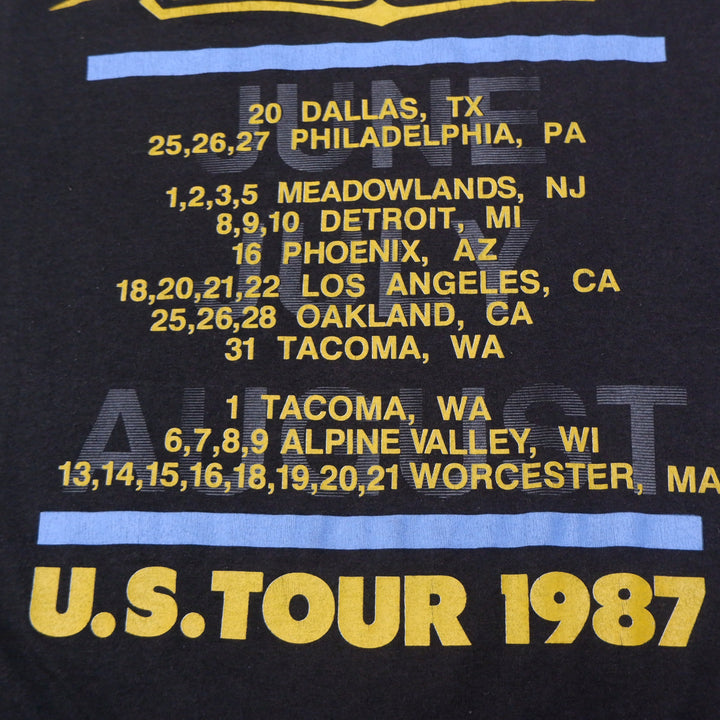 JUNE
20 DALLAS, TX
25,26,27 PHILADELPHIA, PA
JULY
1,2,3,5 MEADOWLANDS, NJ
8,9,10 DETROIT, MI
16 PHOENIX, AZ
18,20,21,22 LOS ANGELES, CA
25,26,28 OAKLAND, CA
31 TACOMA, WA
AUGUST
1 TACOMA, WA
6,7,8,9 ALPINE VALLEY, WI
13,14,15,16,18,19,20,21 WORCESTER, MA
U.S. TOUR 1987